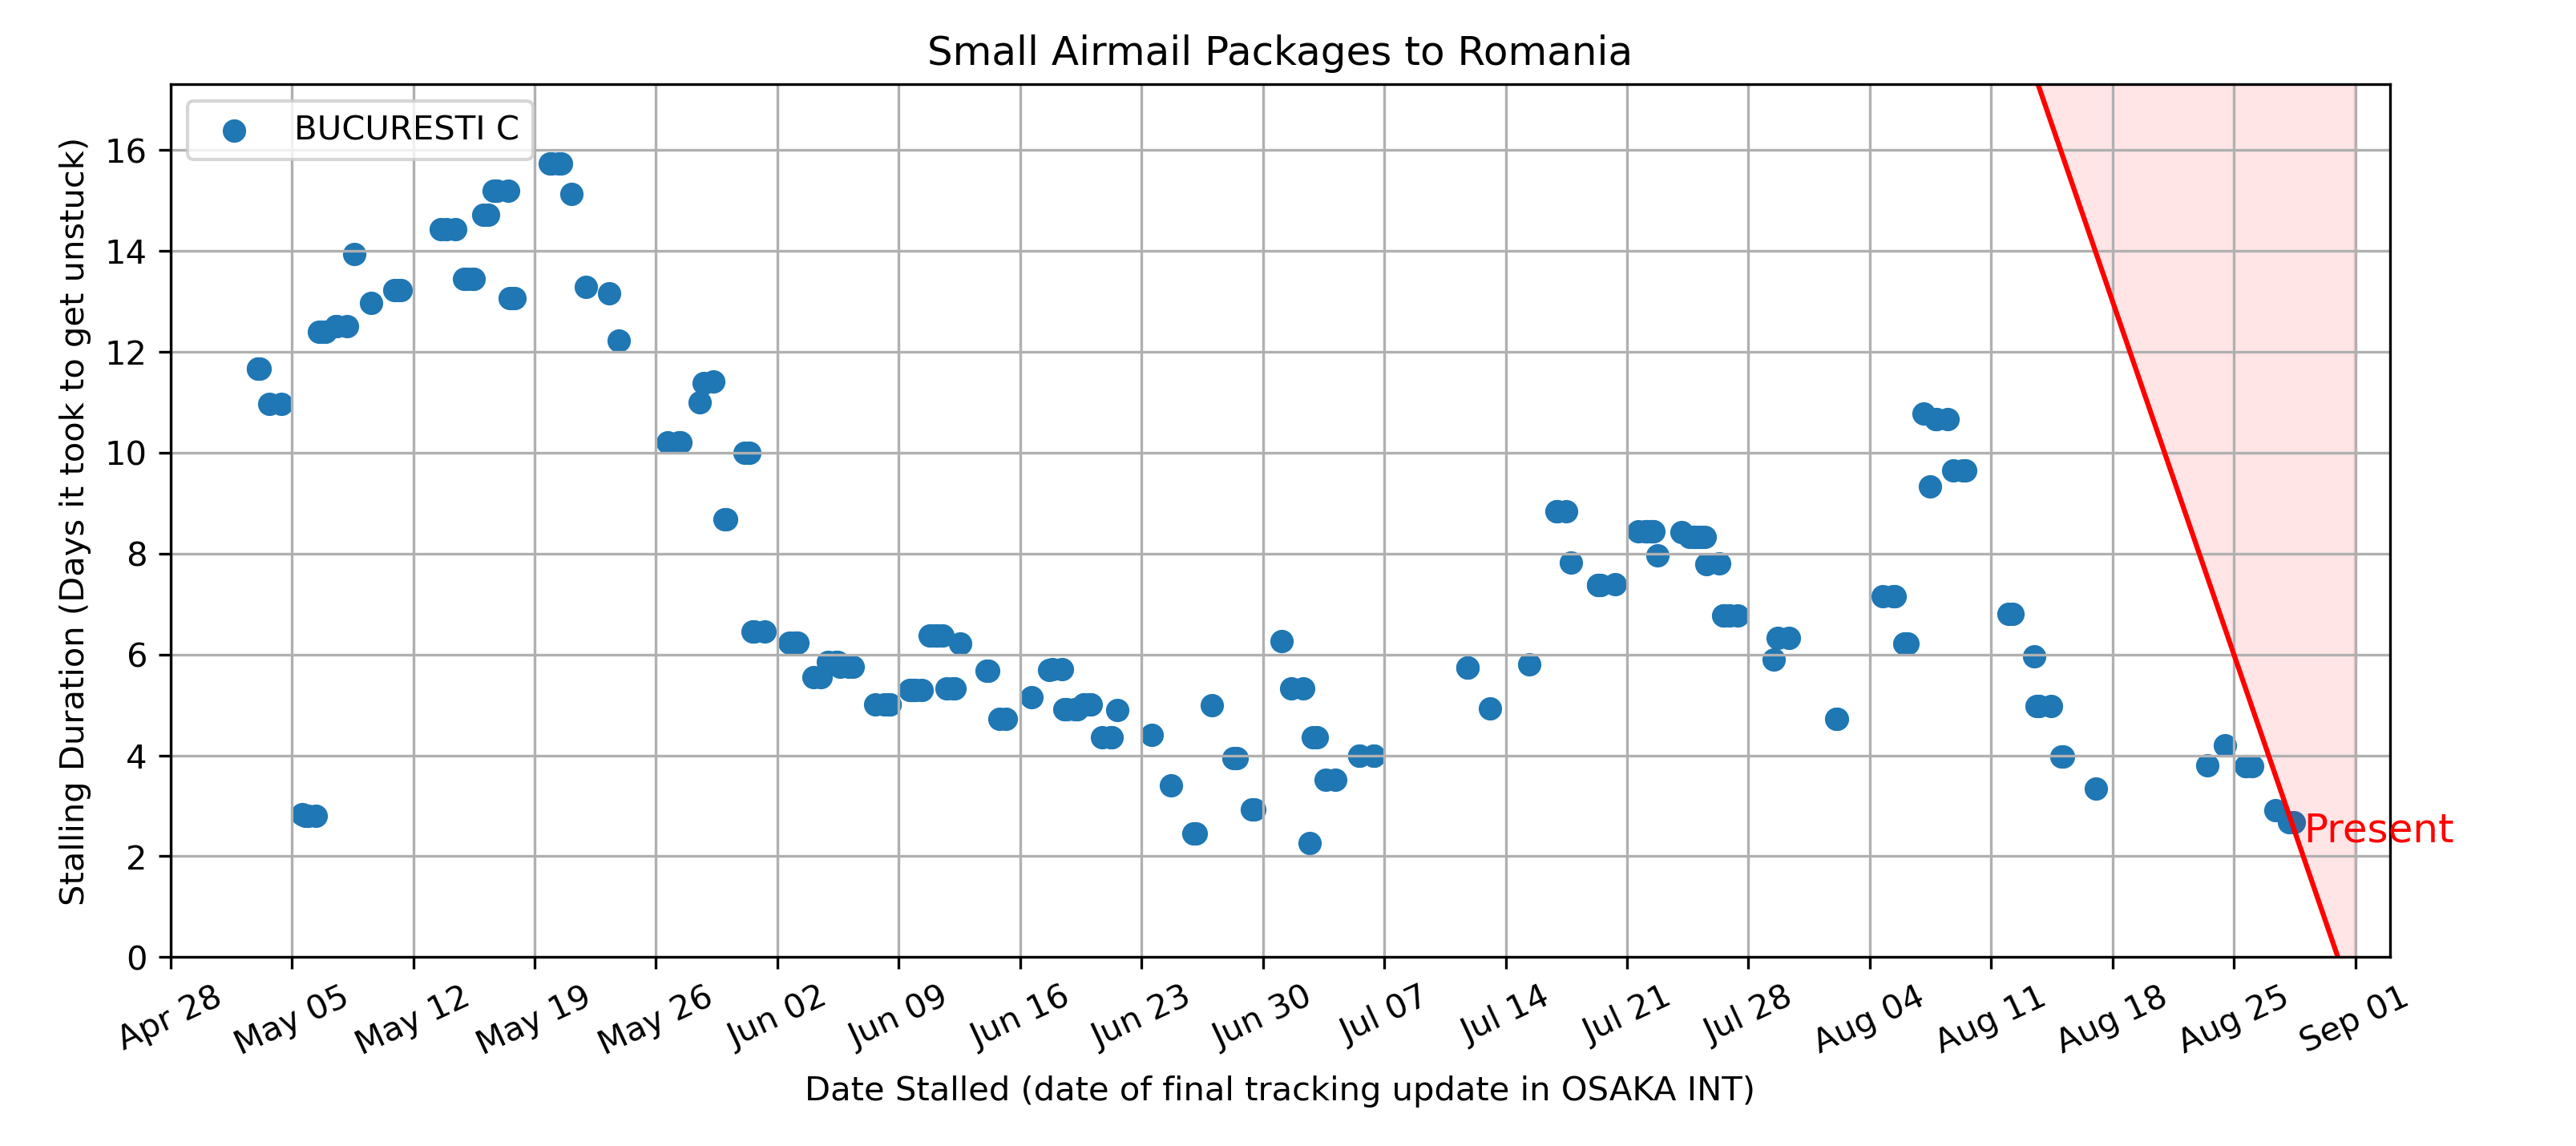 Small Airmail Packages to Romania
BUCURESTI C
Stalling Duration (Days it took to get unstuck)
16
14
12
10
8
6
4
2
0
Present
Apr 28
May 05
May 12
May 19
May 26
Jun 02
Jun 09
Jun 16
Jun 23
Jun 30
Jul 07
Jul 14
Jul 21
Jul 28
Aug 04
Aug 11
Aug 18
Aug 25
Sep 01
Date Stalled (date of final tracking update in OSAKA INT)